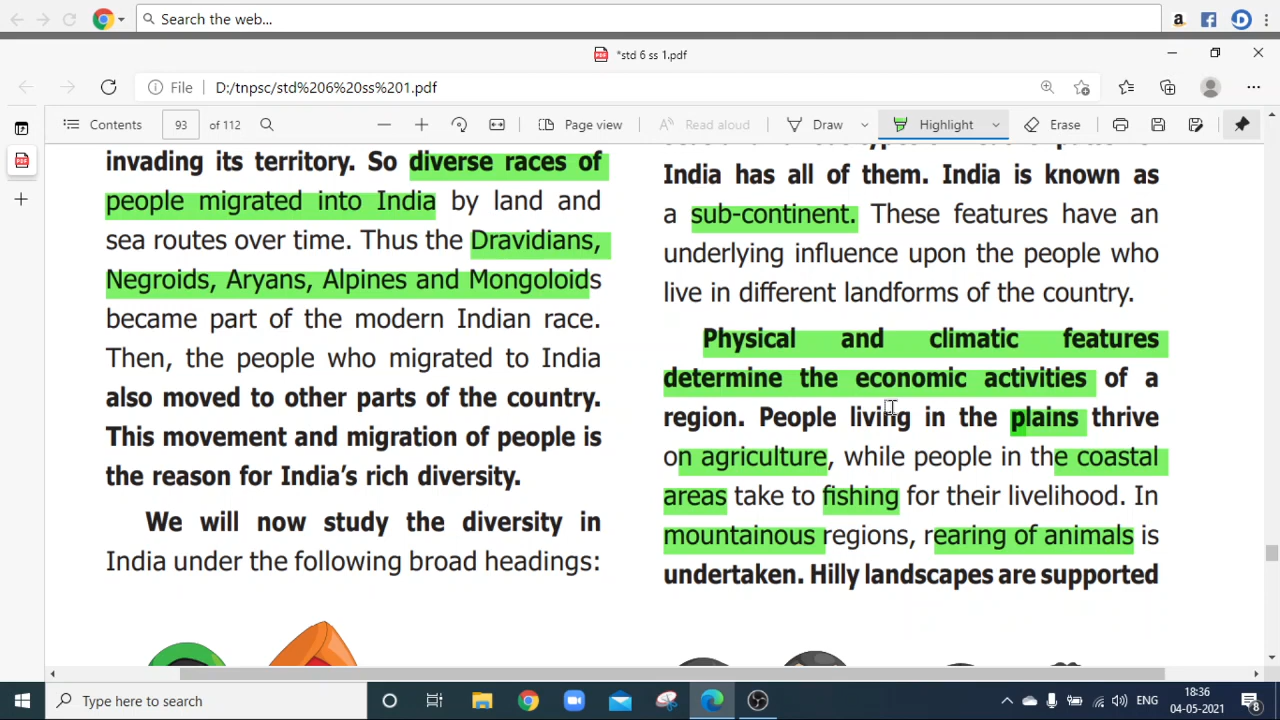 Search the web...
*std 6 ss 1.pdf
File
D:/tnpsc/std%206%20ss%201.pdf
Contents
93
of 112
Page view
Read aloud
Draw
Highlight
Erase
invading its territory. So diverse races of
people migrated into India by land and
sea routes over time. Thus the Dravidians,
Negroids, Aryans, Alpines and Mongoloids
became part of the modern Indian race.
Then, the people who migrated to India
also moved to other parts of the country.
This movement and migration of people is
the reason for India's rich diversity.
We will now study the diversity in
India under the following broad headings:
India has all of them. India is known as
a sub-continent. These features have an
underlying influence upon the people who
live in different landforms of the country.
Physical and climatic features
determine the economic activities of a
region. People living in the plains thrive
on agriculture, while people in the coastal
areas take to fishing for their livelihood. In
mountainous regions, rearing of animals is
undertaken. Hilly landscapes are supported
Type here to search
ENG
18:36
04-05-2021
8